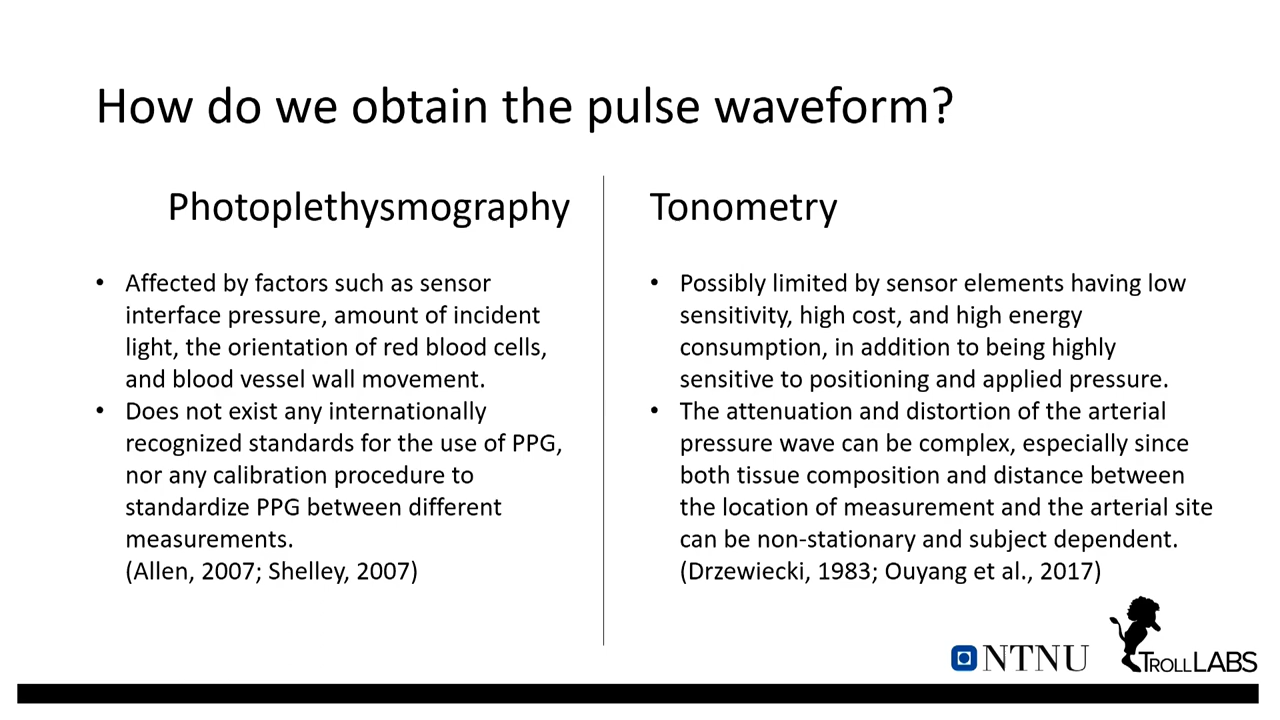 How do we obtain the pulse waveform?
Photoplethysmography
• Affected by factors such as sensor
interface pressure, amount of incident
light, the orientation of red blood cells,
and blood vessel wall movement.
• Does not exist any internationally
recognized standards for the use of PPG,
nor any calibration procedure to
standardize PPG between different
measurements.
(Allen, 2007; Shelley, 2007)
Tonometry
• Possibly limited by sensor elements having low
sensitivity, high cost, and high energy
consumption, in addition to being highly
sensitive to positioning and applied pressure.
• The attenuation and distortion of the arterial
pressure wave can be complex, especially since
both tissue composition and distance between
the location of measurement and the arterial site
can be non-stationary and subject dependent.
(Drzewiecki, 1983; Ouyang et al., 2017)
NTNU
TROLLLABS